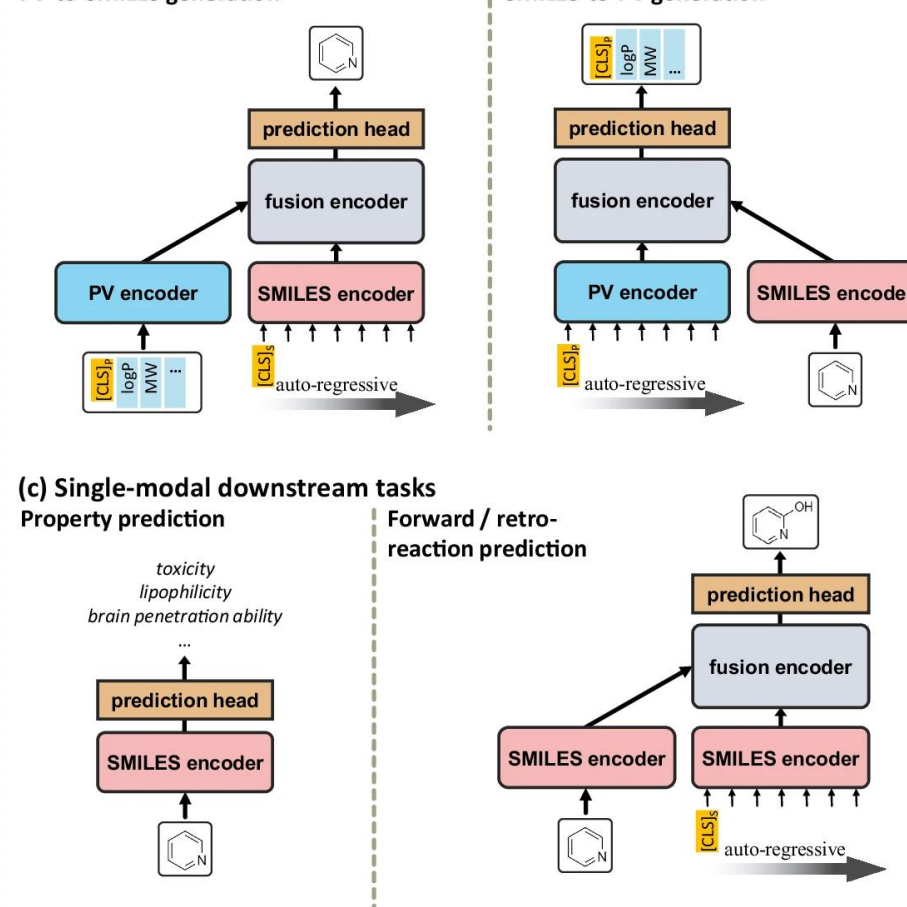 [CLS]P logP MW ...
N
prediction head
prediction head
fusion encoder
fusion encoder
PV encoder
SMILES encoder
PV encoder
SMILES encode
[CLS]P logP MW ...
[CLS]S
auto-regressive
[CLS]P
auto-regressive
N
(c) Single-modal downstream tasks
Property prediction
toxicity
lipophilicity
brain penetration ability
...
prediction head
SMILES encoder
N
Forward / retro-
reaction prediction
OH
N
prediction head
fusion encoder
SMILES encoder
SMILES encoder
N
[CLS]S
auto-regressive